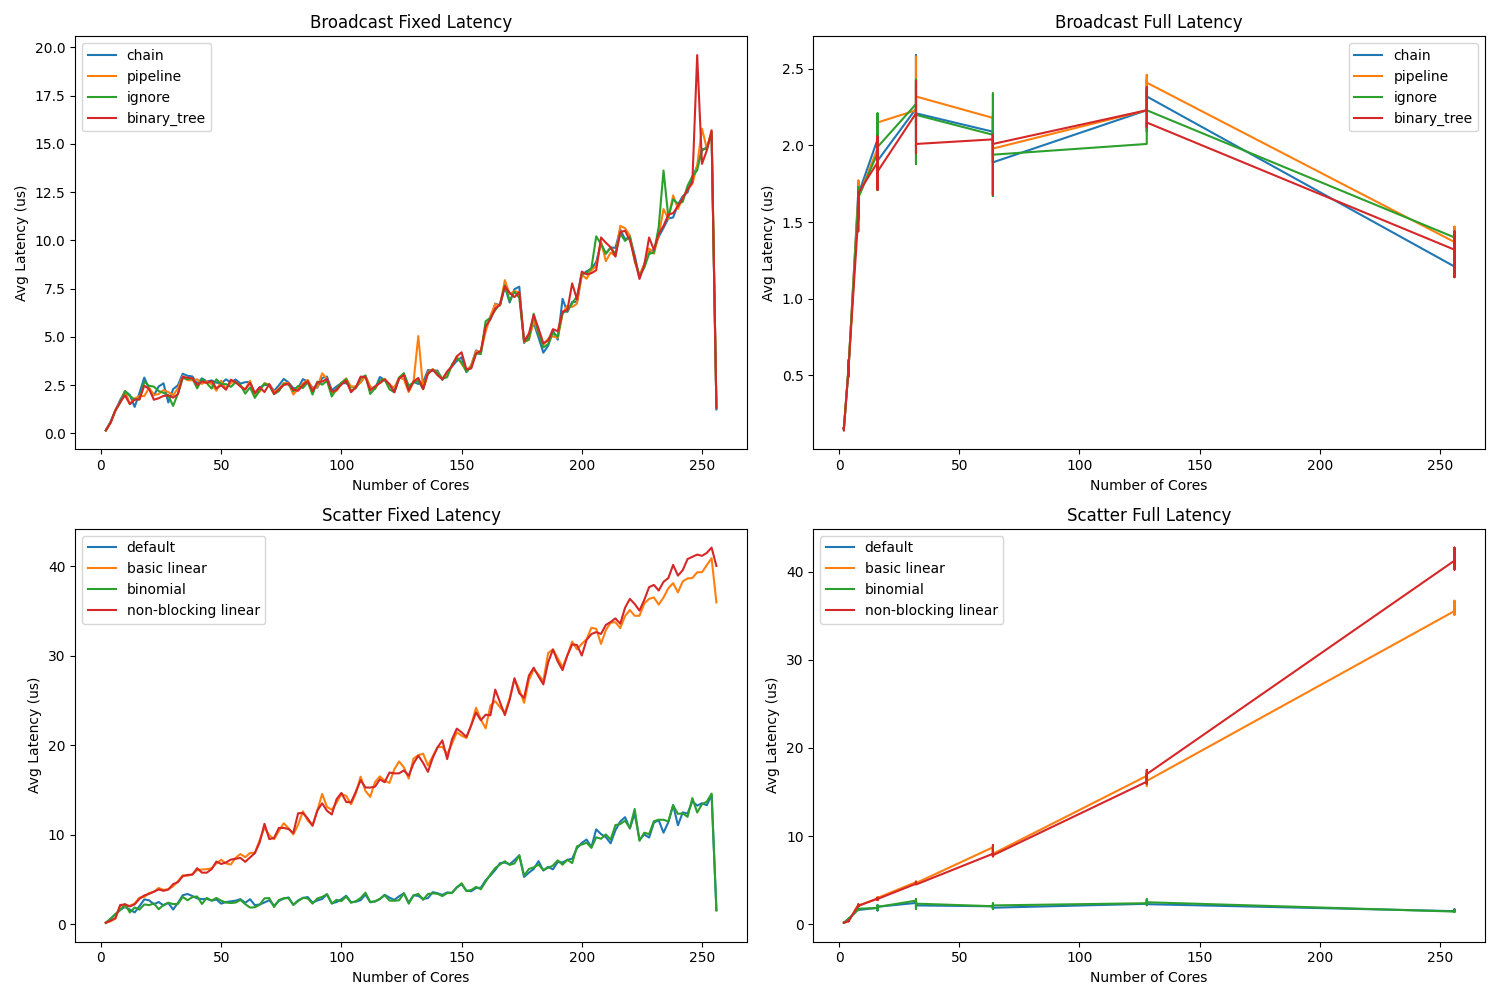 Broadcast Fixed Latency
20.0
17.5
15.0
12.5
10.0
7.5
5.0
2.5
0.0
Avg Latency (us)
chain
pipeline
ignore
binary_tree
0 50 100 150 200 250
Number of Cores
Broadcast Full Latency
2.5
2.0
1.5
1.0
0.5
Avg Latency (us)
chain
pipeline
ignore
binary_tree
0 50 100 150 200 250
Number of Cores
Scatter Fixed Latency
40
30
20
10
0
Avg Latency (us)
default
basic linear
binomial
non-blocking linear
0 50 100 150 200 250
Number of Cores
Scatter Full Latency
40
30
20
10
0
Avg Latency (us)
default
basic linear
binomial
non-blocking linear
0 50 100 150 200 250
Number of Cores